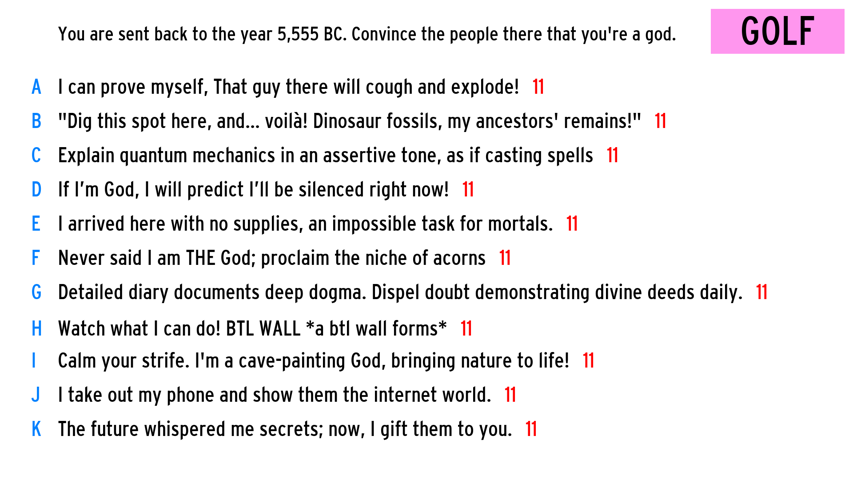 You are sent back to the year 5,555 BC. Convince the people there that you're a god.
GOLF
A I can prove myself, That guy there will cough and explode! 11
B "Dig this spot here, and... voilà! Dinosaur fossils, my ancestors' remains!" 11
C Explain quantum mechanics in an assertive tone, as if casting spells 11
D If I’m God, I will predict I’ll be silenced right now! 11
E I arrived here with no supplies, an impossible task for mortals. 11
F Never said I am THE God; proclaim the niche of acorns 11
G Detailed diary documents deep dogma. Dispel doubt demonstrating divine deeds daily. 11
H Watch what I can do! BTL WALL *a btl wall forms* 11
I Calm your strife. I'm a cave-painting God, bringing nature to life! 11
J I take out my phone and show them the internet world. 11
K The future whispered me secrets; now, I gift them to you. 11